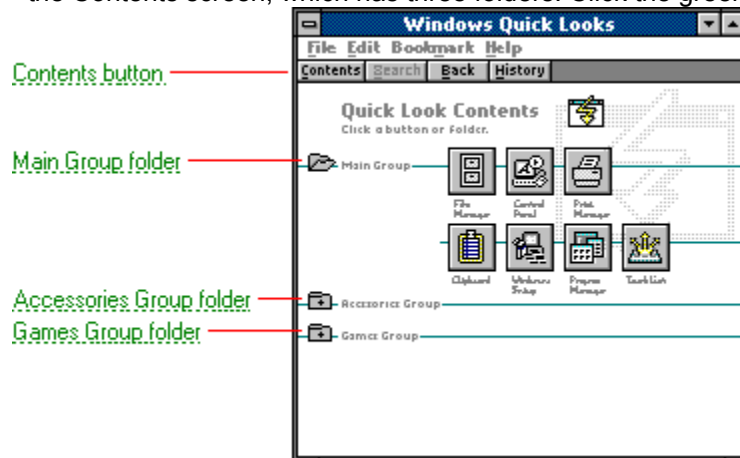 the Contents screen, which has three folders. Click the green
Windows Quick Looks
File Edit Bookmark Help
Contents Search Back History
Contents button
Quick Look Contents
Click a button or folder.
Main Group folder
Main Group
File Manager
Control Panel
Print Manager
Clipboard
Windows Setup
Program Manager
Task List
Accessories Group folder
Accessories Group
Games Group folder
Games Group